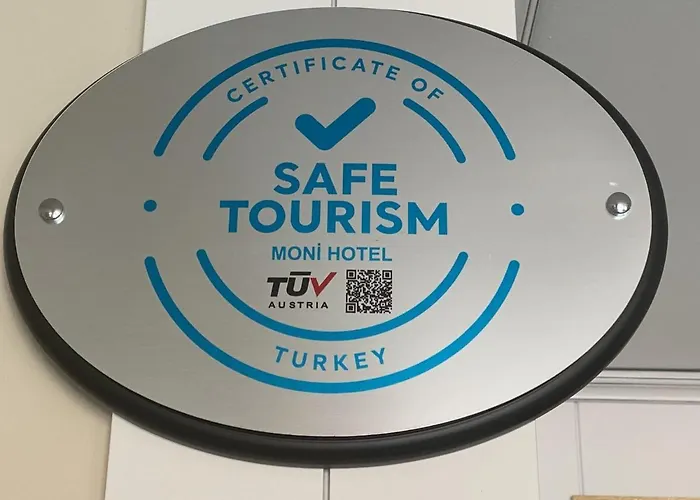 CERTIFICATE OF
SAFE
TOURISM
MONİ HOTEL
TÜV
AUSTRIA
TURKEY